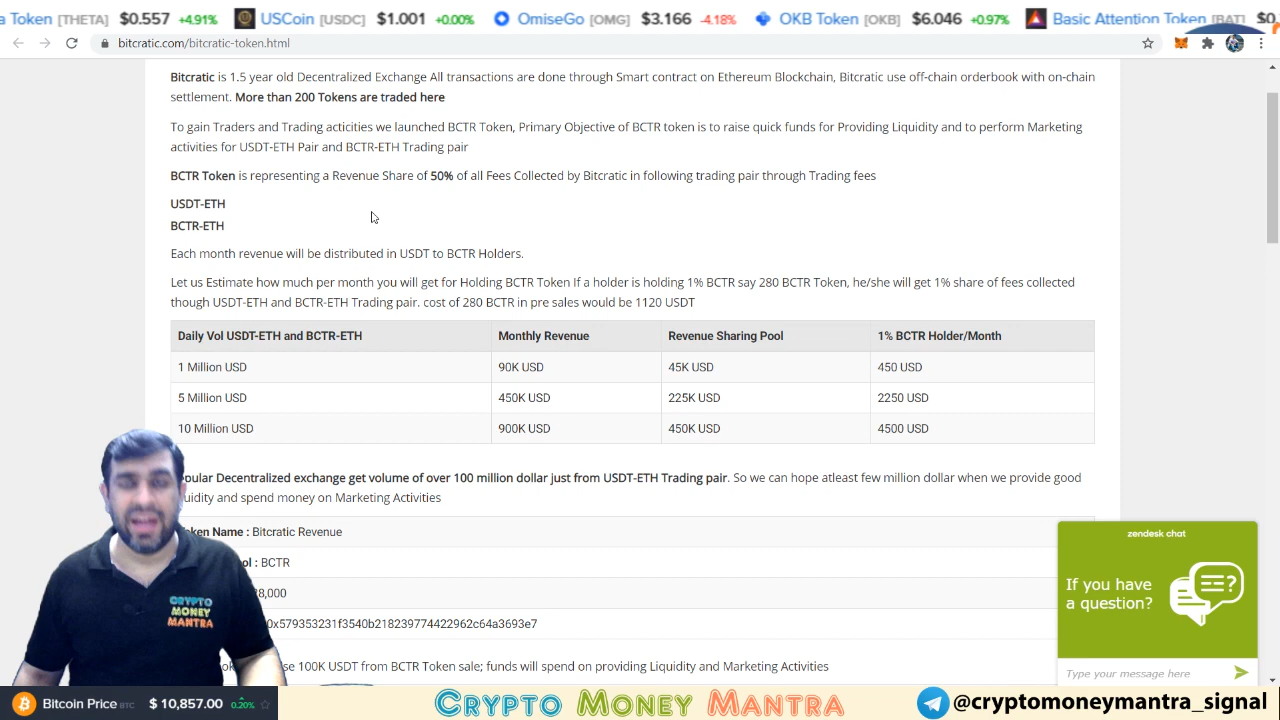 a Token [THETA] $0.557 +4.91% USCoin [USDC] $1.001 +0.00% OmiseGo [OMG] $3.166 -4.18% OKB Token [OKB] $6.046 +0.97% Basic Attention Token [BAT] $0
bitcratic.com/bitcratic-token.html
Bitcratic is 1.5 year old Decentralized Exchange All transactions are done through Smart contract on Ethereum Blockchain, Bitcratic use off-chain orderbook with on-chain
settlement. More than 200 Tokens are traded here
To gain Traders and Trading acticities we launched BCTR Token, Primary Objective of BCTR token is to raise quick funds for Providing Liquidity and to perform Marketing
activities for USDT-ETH Pair and BCTR-ETH Trading pair
BCTR Token is representing a Revenue Share of 50% of all Fees Collected by Bitcratic in following trading pair through Trading fees
USDT-ETH
BCTR-ETH
Each month revenue will be distributed in USDT to BCTR Holders.
Let us Estimate how much per month you will get for Holding BCTR Token If a holder is holding 1% BCTR say 280 BCTR Token, he/she will get 1% share of fees collected
though USDT-ETH and BCTR-ETH Trading pair. cost of 280 BCTR in pre sales would be 1120 USDT
Daily Vol USDT-ETH and BCTR-ETH Monthly Revenue Revenue Sharing Pool 1% BCTR Holder/Month
1 Million USD 90K USD 45K USD 450 USD
5 Million USD 450K USD 225K USD 2250 USD
10 Million USD 900K USD 450K USD 4500 USD
pular Decentralized exchange get volume of over 100 million dollar just from USDT-ETH Trading pair. So we can hope atleast few million dollar when we provide good
uidity and spend money on Marketing Activities
oken Name : Bitcratic Revenue
ol : BCTR
8,000
0x579353231f3540b218239774422962c
se 100K USDT from BCTR Token sale; funds will spend on providing Liquidity and Marketing Activities
zendesk chat
If you have
a question?
Type your message here
CRYPTO
MONEY
MANTRA
Bitcoin Price BTC $ 10,857.00 0.20%
CRYPTO MONEY MANTRA
@cryptomoneymantra_signal